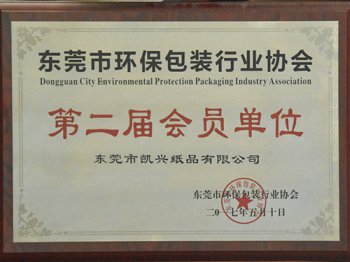 东莞市环保包装行业协会
Dongguan City Environmental Protection Packaging Industry Association
第二届会员单位
东莞市凯兴纸品有限公司
东莞市环保包装行业协会
二〇一七年五月十日